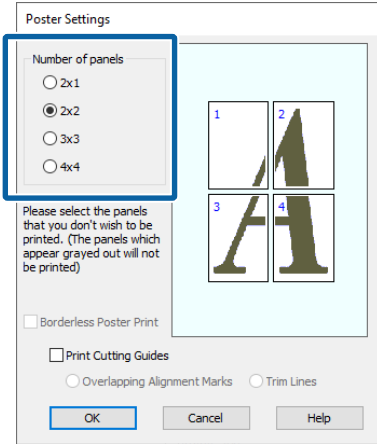 Poster Settings
Number of panels
2x1
2x2
3x3
4x4
1
2
3
4
Please select the panels
that you don't wish to be
printed. (The panels which
appear grayed out will not
be printed)
Borderless Poster Print
Print Cutting Guides
Overlapping Alignment Marks
Trim Lines
OK
Cancel
Help